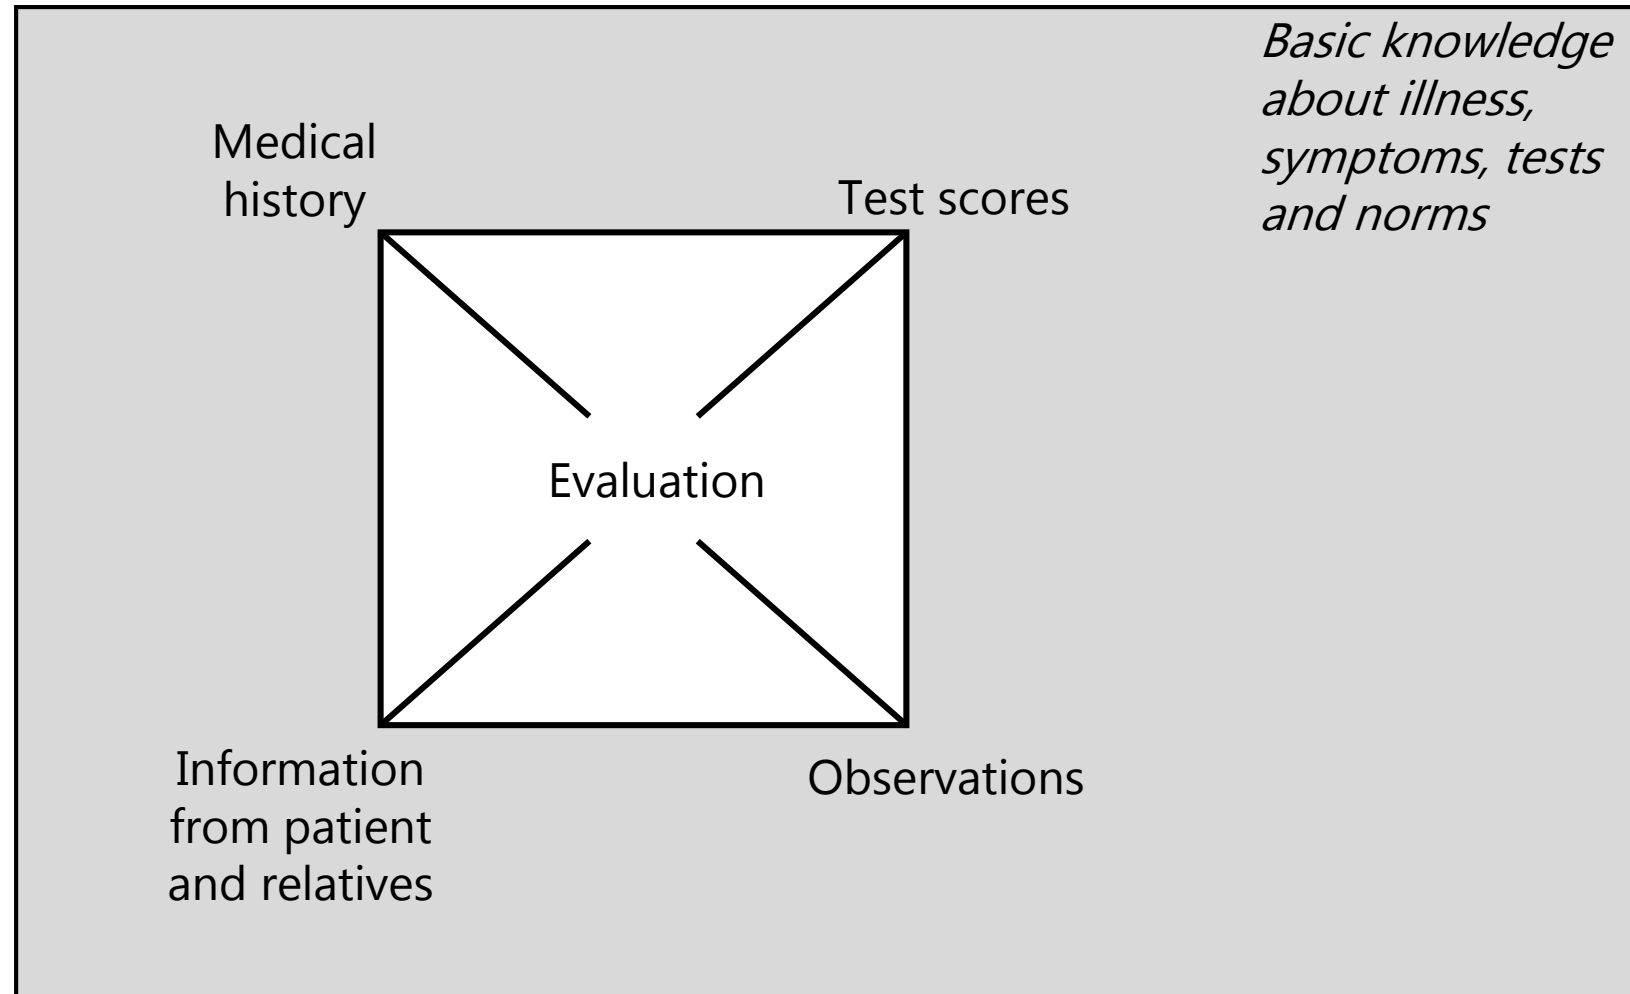 Basic knowledge
about illness,
symptoms, tests
and norms
Medical
history
Test scores
Evaluation
Information
from patient
and relatives
Observations